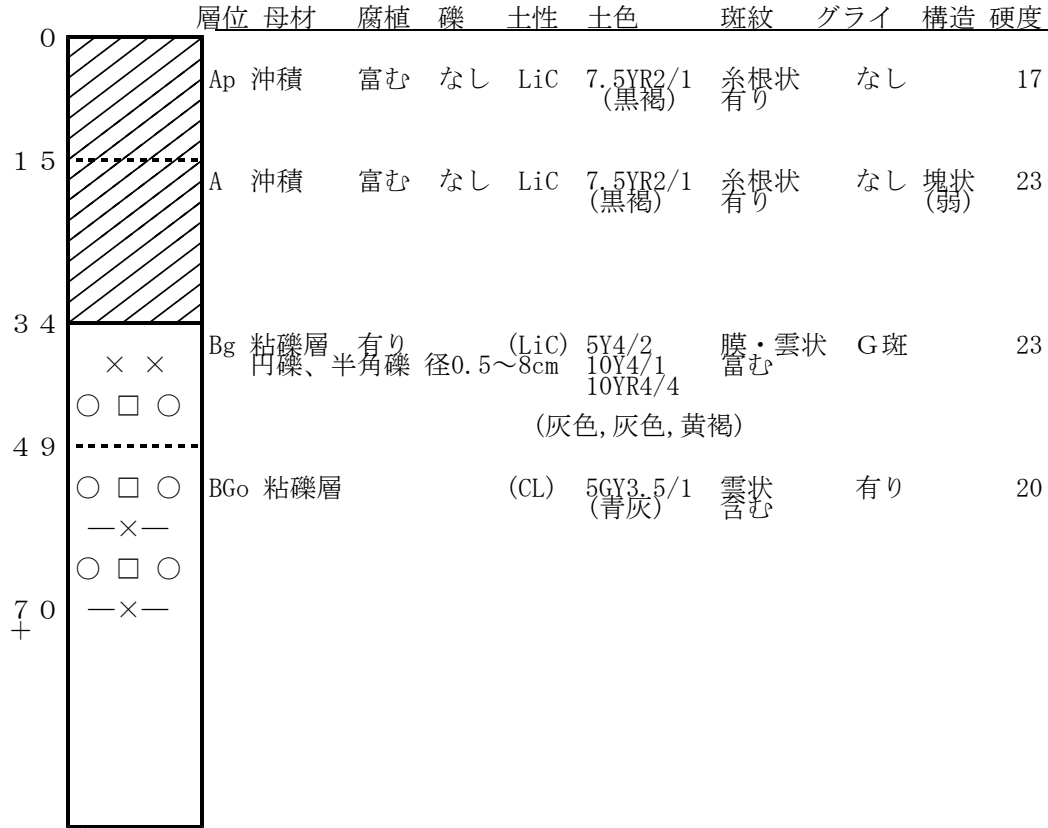 層位 母材 腐植 礫 土性 土色 斑紋 グライ 構造 硬度
0
Ap 沖積 富む なし LiC 7.5YR2/1 糸根状 なし 17
(黒褐) 有り
15
A 沖積 富む なし LiC 7.5YR2/1 糸根状 なし 塊状 23
(黒褐) 有り (弱)
34
Bg 粘礫層 有り (LiC) 5Y4/2 膜・雲状 G斑 23
円礫、半角礫 径0.5～8cm 10Y4/1 富む
10YR4/4
(灰色,灰色,黄褐)
49
BGo 粘礫層 (CL) 5GY3.5/1 雲状 有り 20
(青灰) 含む
70
+